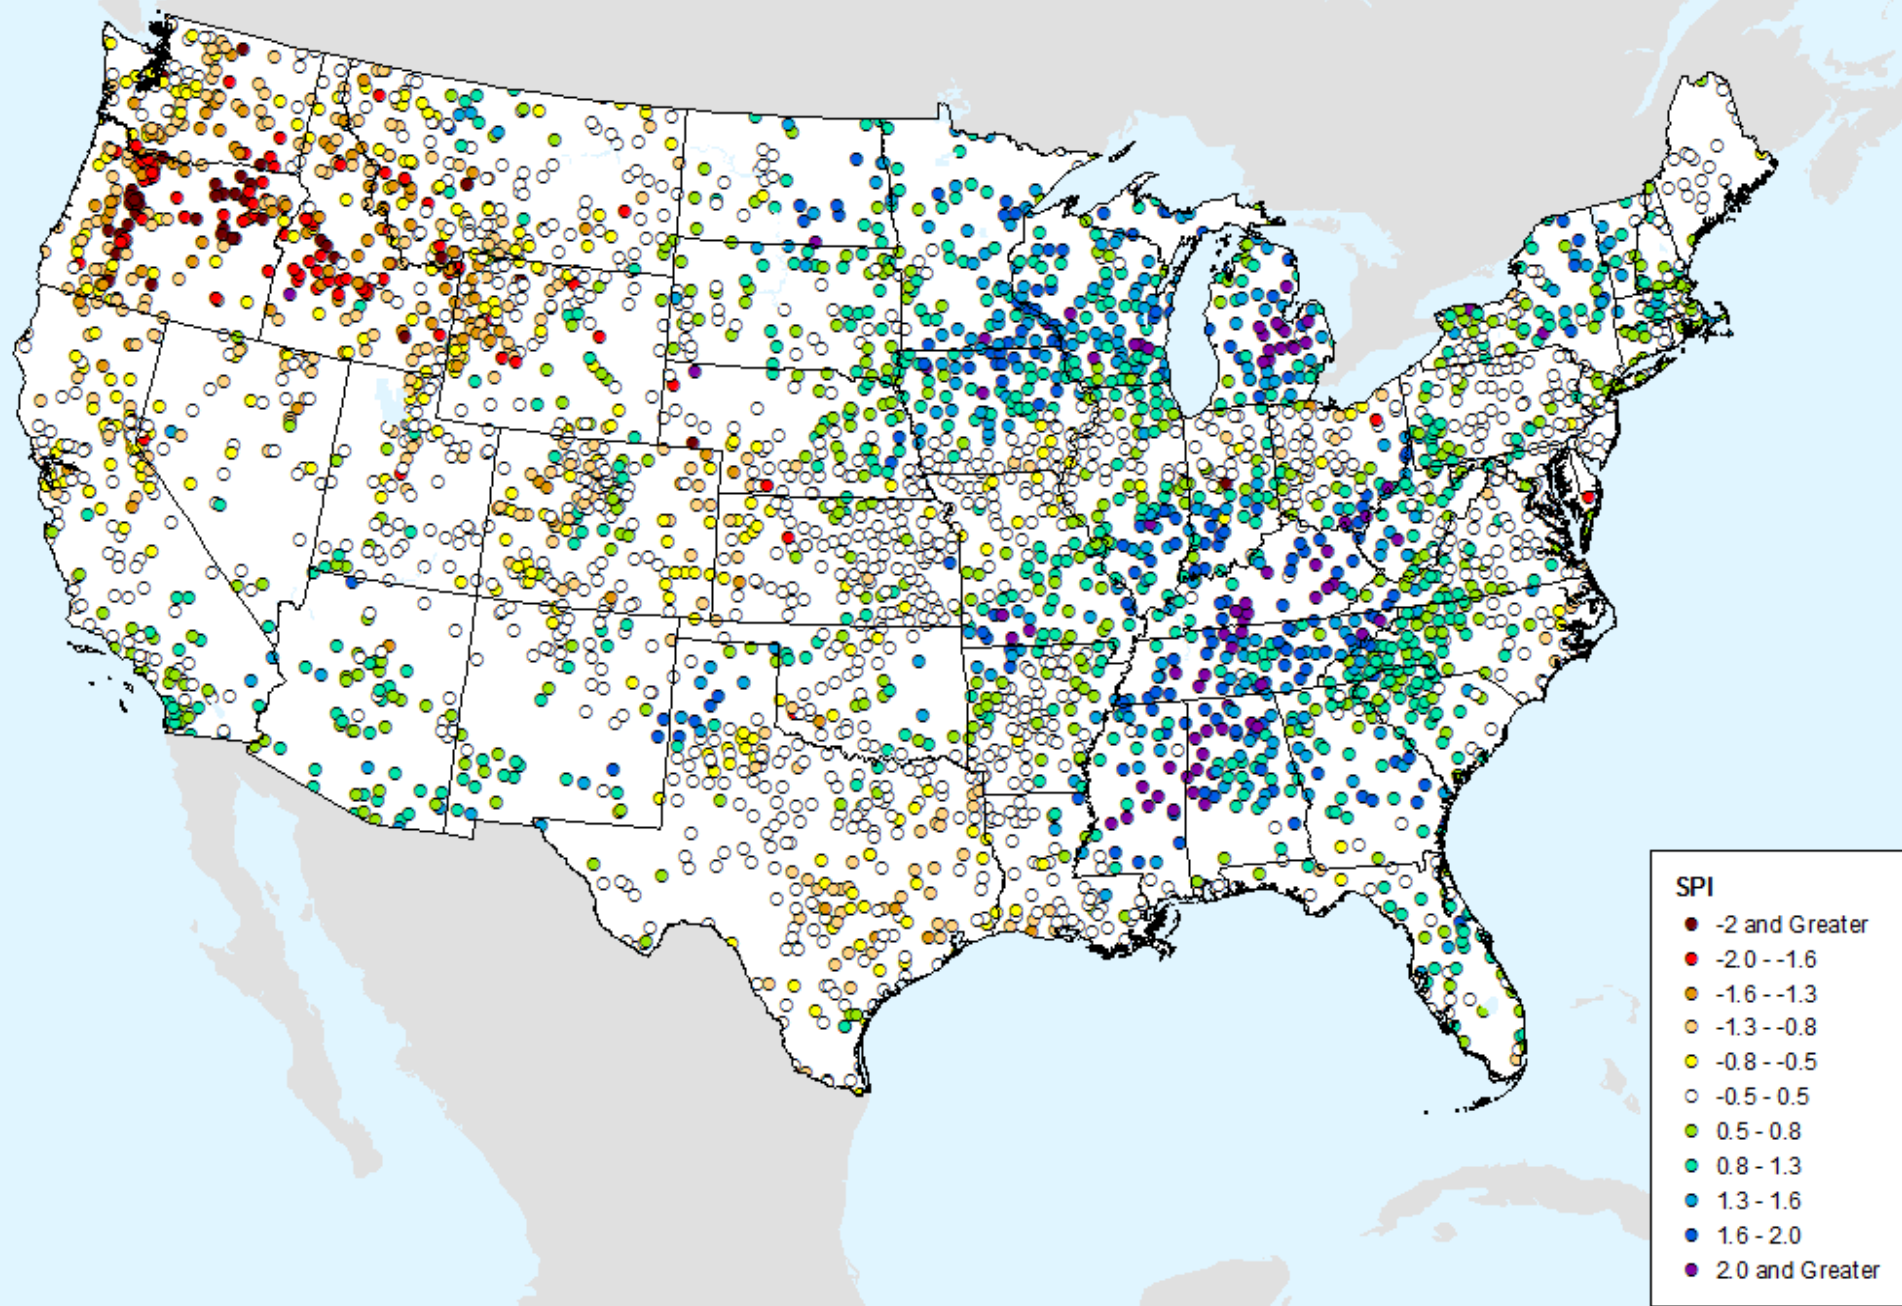 SPI
-2 and Greater
-2.0 - -1.6
-1.6 - -1.3
-1.3 - -0.8
-0.8 - -0.5
-0.5 - 0.5
0.5 - 0.8
0.8 - 1.3
1.3 - 1.6
1.6 - 2.0
2.0 and Greater